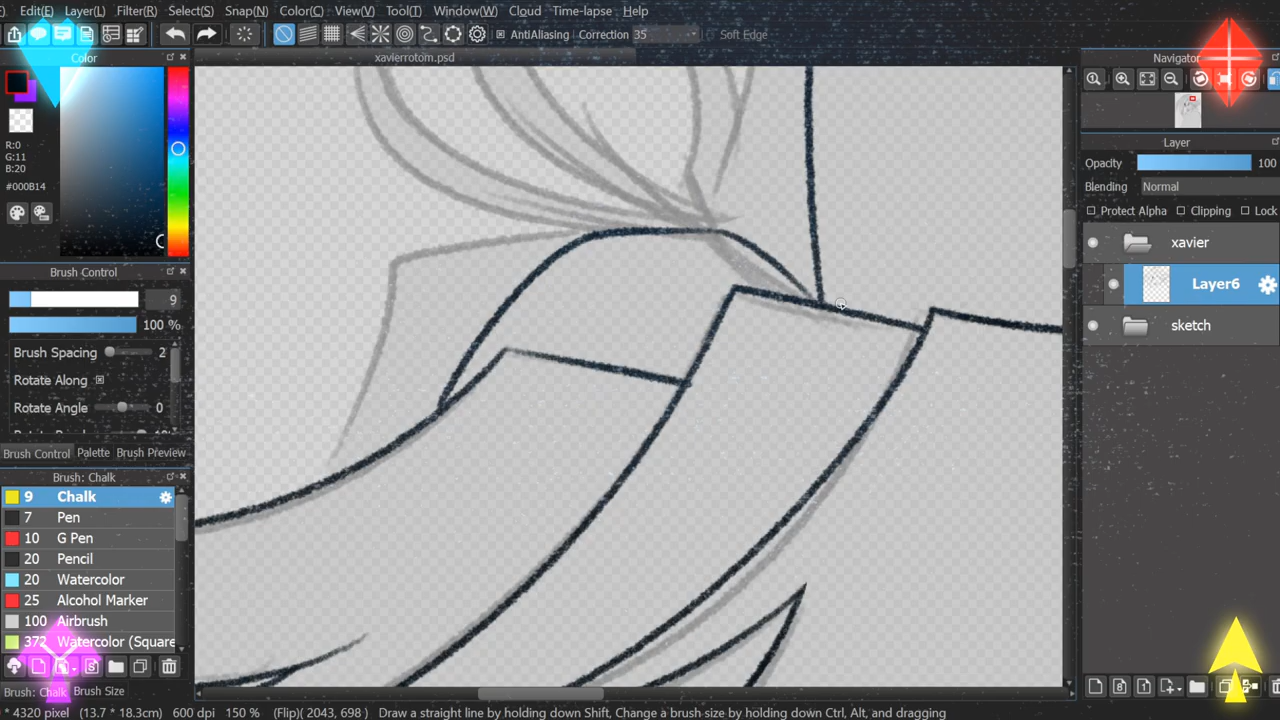 Edit(E) Layer(L) Filter(R) Select(S) Snap(N) Color(C) View(V) Tool(T) Window(W) Cloud Time-lapse Help
AntiAliasing Correction 35 Soft Edge
Color
xavierrotom.psd
Navigator
R:0
G:11
B:20
#000B14
Layer
Opacity 100
Blending Normal
Protect Alpha Clipping Lock
xavier
Layer6
sketch
Brush Control
9
100 %
Brush Spacing 2
Rotate Along
Rotate Angle 0
Brush Control Palette Brush Preview
Brush: Chalk
9 Chalk
7 Pen
10 G Pen
20 Pencil
20 Watercolor
25 Alcohol Marker
100 Airbrush
372 Watercolor (Square
Brush: Chalk Brush Size
* 4320 pixel (13.7 * 18.3cm) 600 dpi 150 % (Flip)( 2043, 698 ) Draw a straight line by holding down Shift, Change a brush size by holding down Ctrl, Alt, and dragging